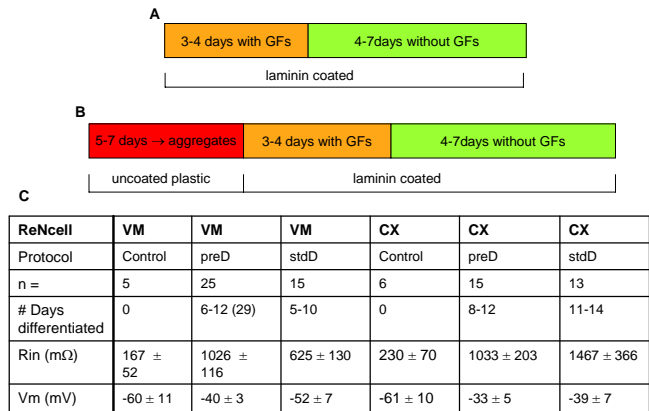 A
3-4 days with GFs 4-7days without GFs
laminin coated
B
5-7 days → aggregates 3-4 days with GFs 4-7days without GFs
uncoated plastic laminin coated
C
ReNcell VM VM VM CX CX CX
Protocol Control preD stdD Control preD stdD
n = 5 25 15 6 15 13
# Days differentiated 0 6-12 (29) 5-10 0 8-12 11-14
Rin (mΩ) 167 ± 52 1026 ± 116 625 ± 130 230 ± 70 1033 ± 203 1467 ± 366
Vm (mV) -60 ± 11 -40 ± 3 -52 ± 7 -61 ± 10 -33 ± 5 -39 ± 7